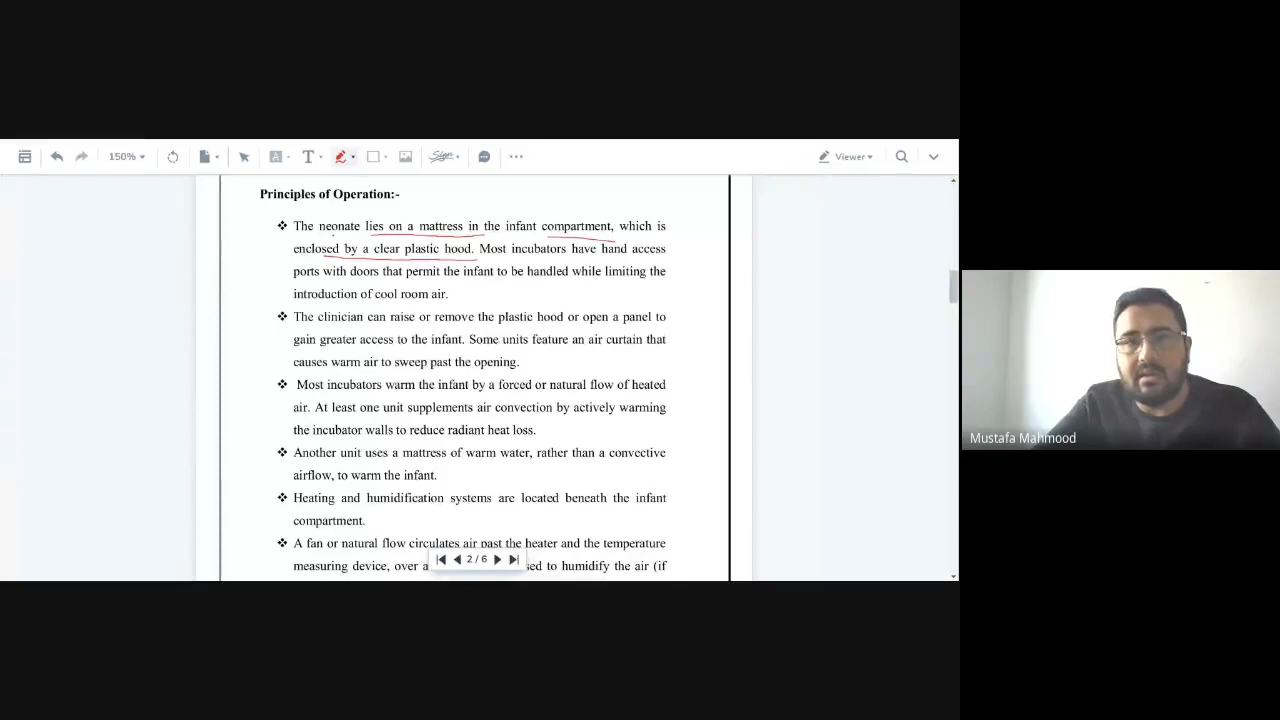 150%
T
Sign
Viewer
Principles of Operation:-
❖ The neonate lies on a mattress in the infant compartment, which is
enclosed by a clear plastic hood. Most incubators have hand access
ports with doors that permit the infant to be handled while limiting the
introduction of cool room air.
❖ The clinician can raise or remove the plastic hood or open a panel to
gain greater access to the infant. Some units feature an air curtain that
causes warm air to sweep past the opening.
❖ Most incubators warm the infant by a forced or natural flow of heated
air. At least one unit supplements air convection by actively warming
the incubator walls to reduce radiant heat loss.
❖ Another unit uses a mattress of warm water, rather than a convective
airflow, to warm the infant.
❖ Heating and humidification systems are located beneath the infant
compartment.
❖ A fan or natural flow circulates air past the heater and the temperature
measuring device, over a sed to humidify the air (if
2 / 6
Mustafa Mahmood